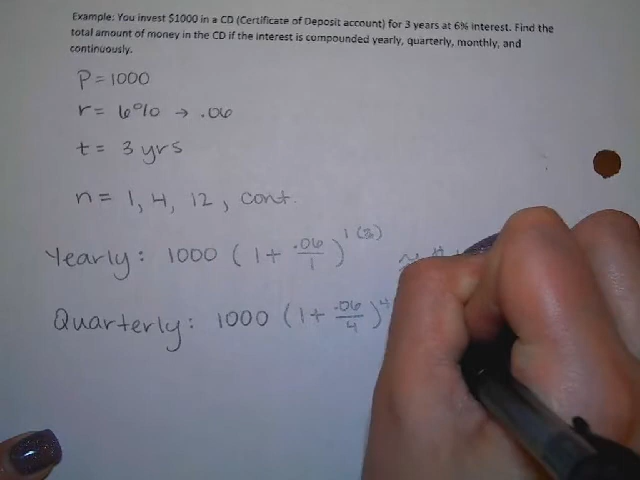 Example: You invest $1000 in a CD (Certificate of Deposit account) for 3 years at 6% interest. Find the
total amount of money in the CD if the interest is compounded yearly, quarterly, monthly, and
continuously.
P = 1000
r = 6% → .06
t = 3 yrs
n = 1, 4, 12, cont.
Yearly: 1000 (1 + .06/1)^1(3) ≈ $
Quarterly: 1000 (1 + .06/4)^4